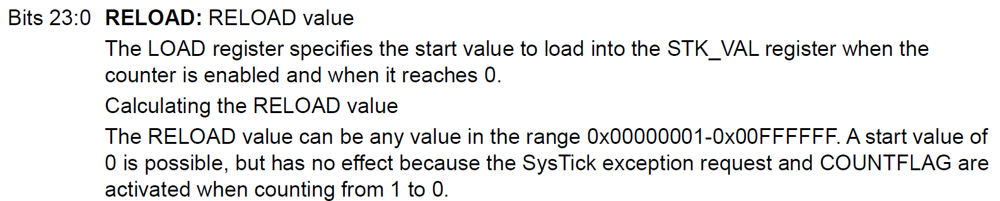 Bits 23:0 RELOAD: RELOAD value
The LOAD register specifies the start value to load into the STK_VAL register when the
counter is enabled and when it reaches 0.
Calculating the RELOAD value
The RELOAD value can be any value in the range 0x00000001-0x00FFFFFF. A start value of
0 is possible, but has no effect because the SysTick exception request and COUNTFLAG are
activated when counting from 1 to 0.